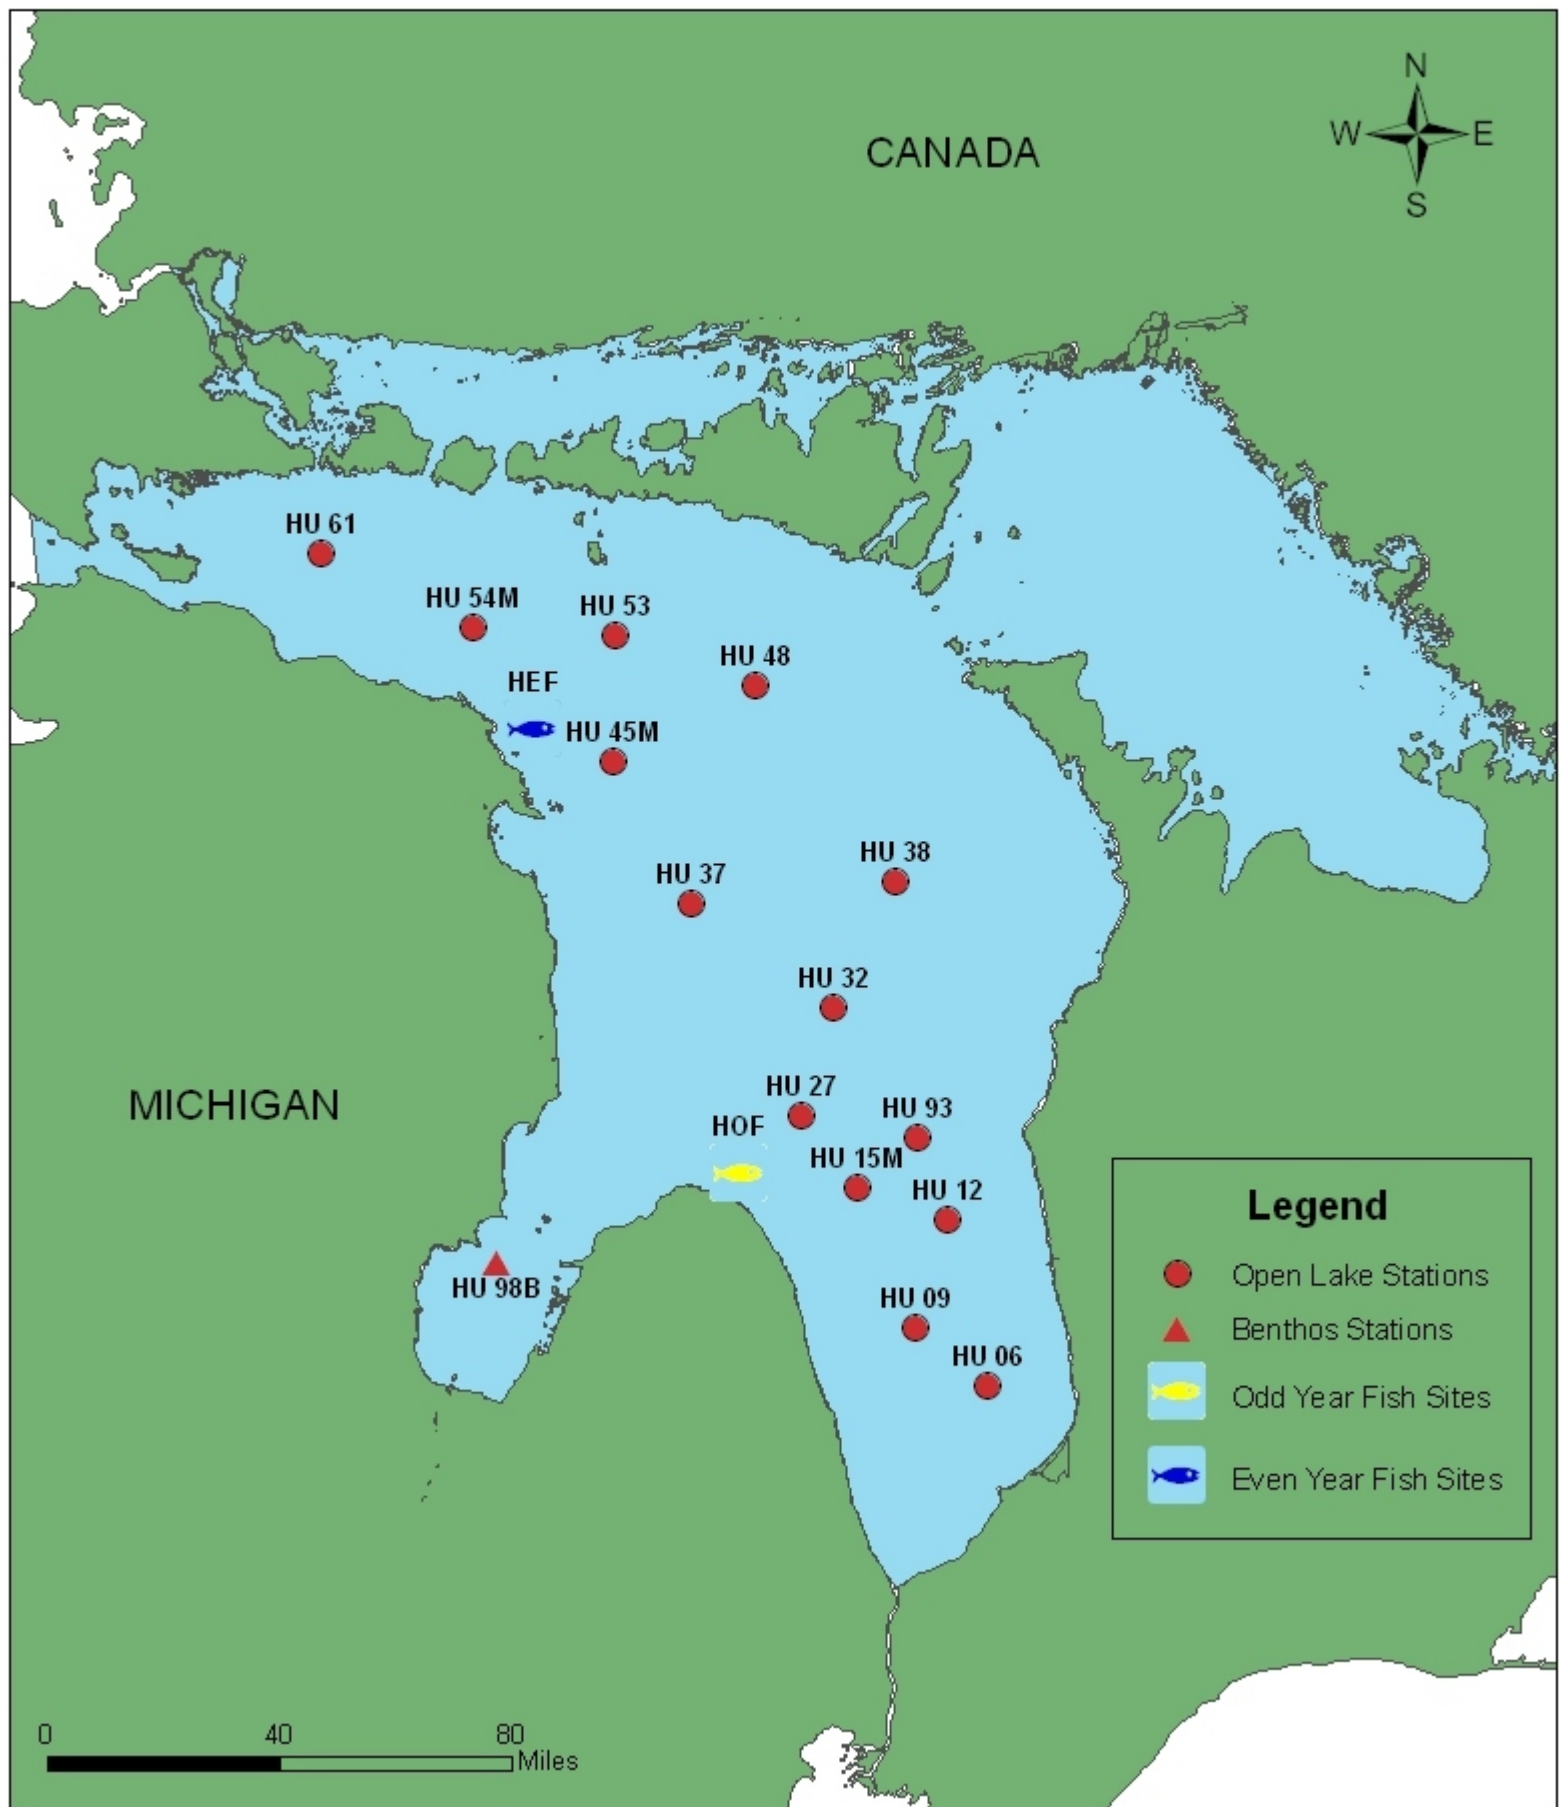 N
CANADA
W E
S
HU 61
HU 54M
HU 53
HU 48
HEF
HU 45M
HU 38
HU 37
HU 32
HU 27
MICHIGAN
HU 93
HOF
HU 15M
HU 12
Legend
HU 98B
Open Lake Stations
HU 09
Benthos Stations
HU 06
Odd Year Fish Sites
Even Year Fish Sites
0 40 80
Miles